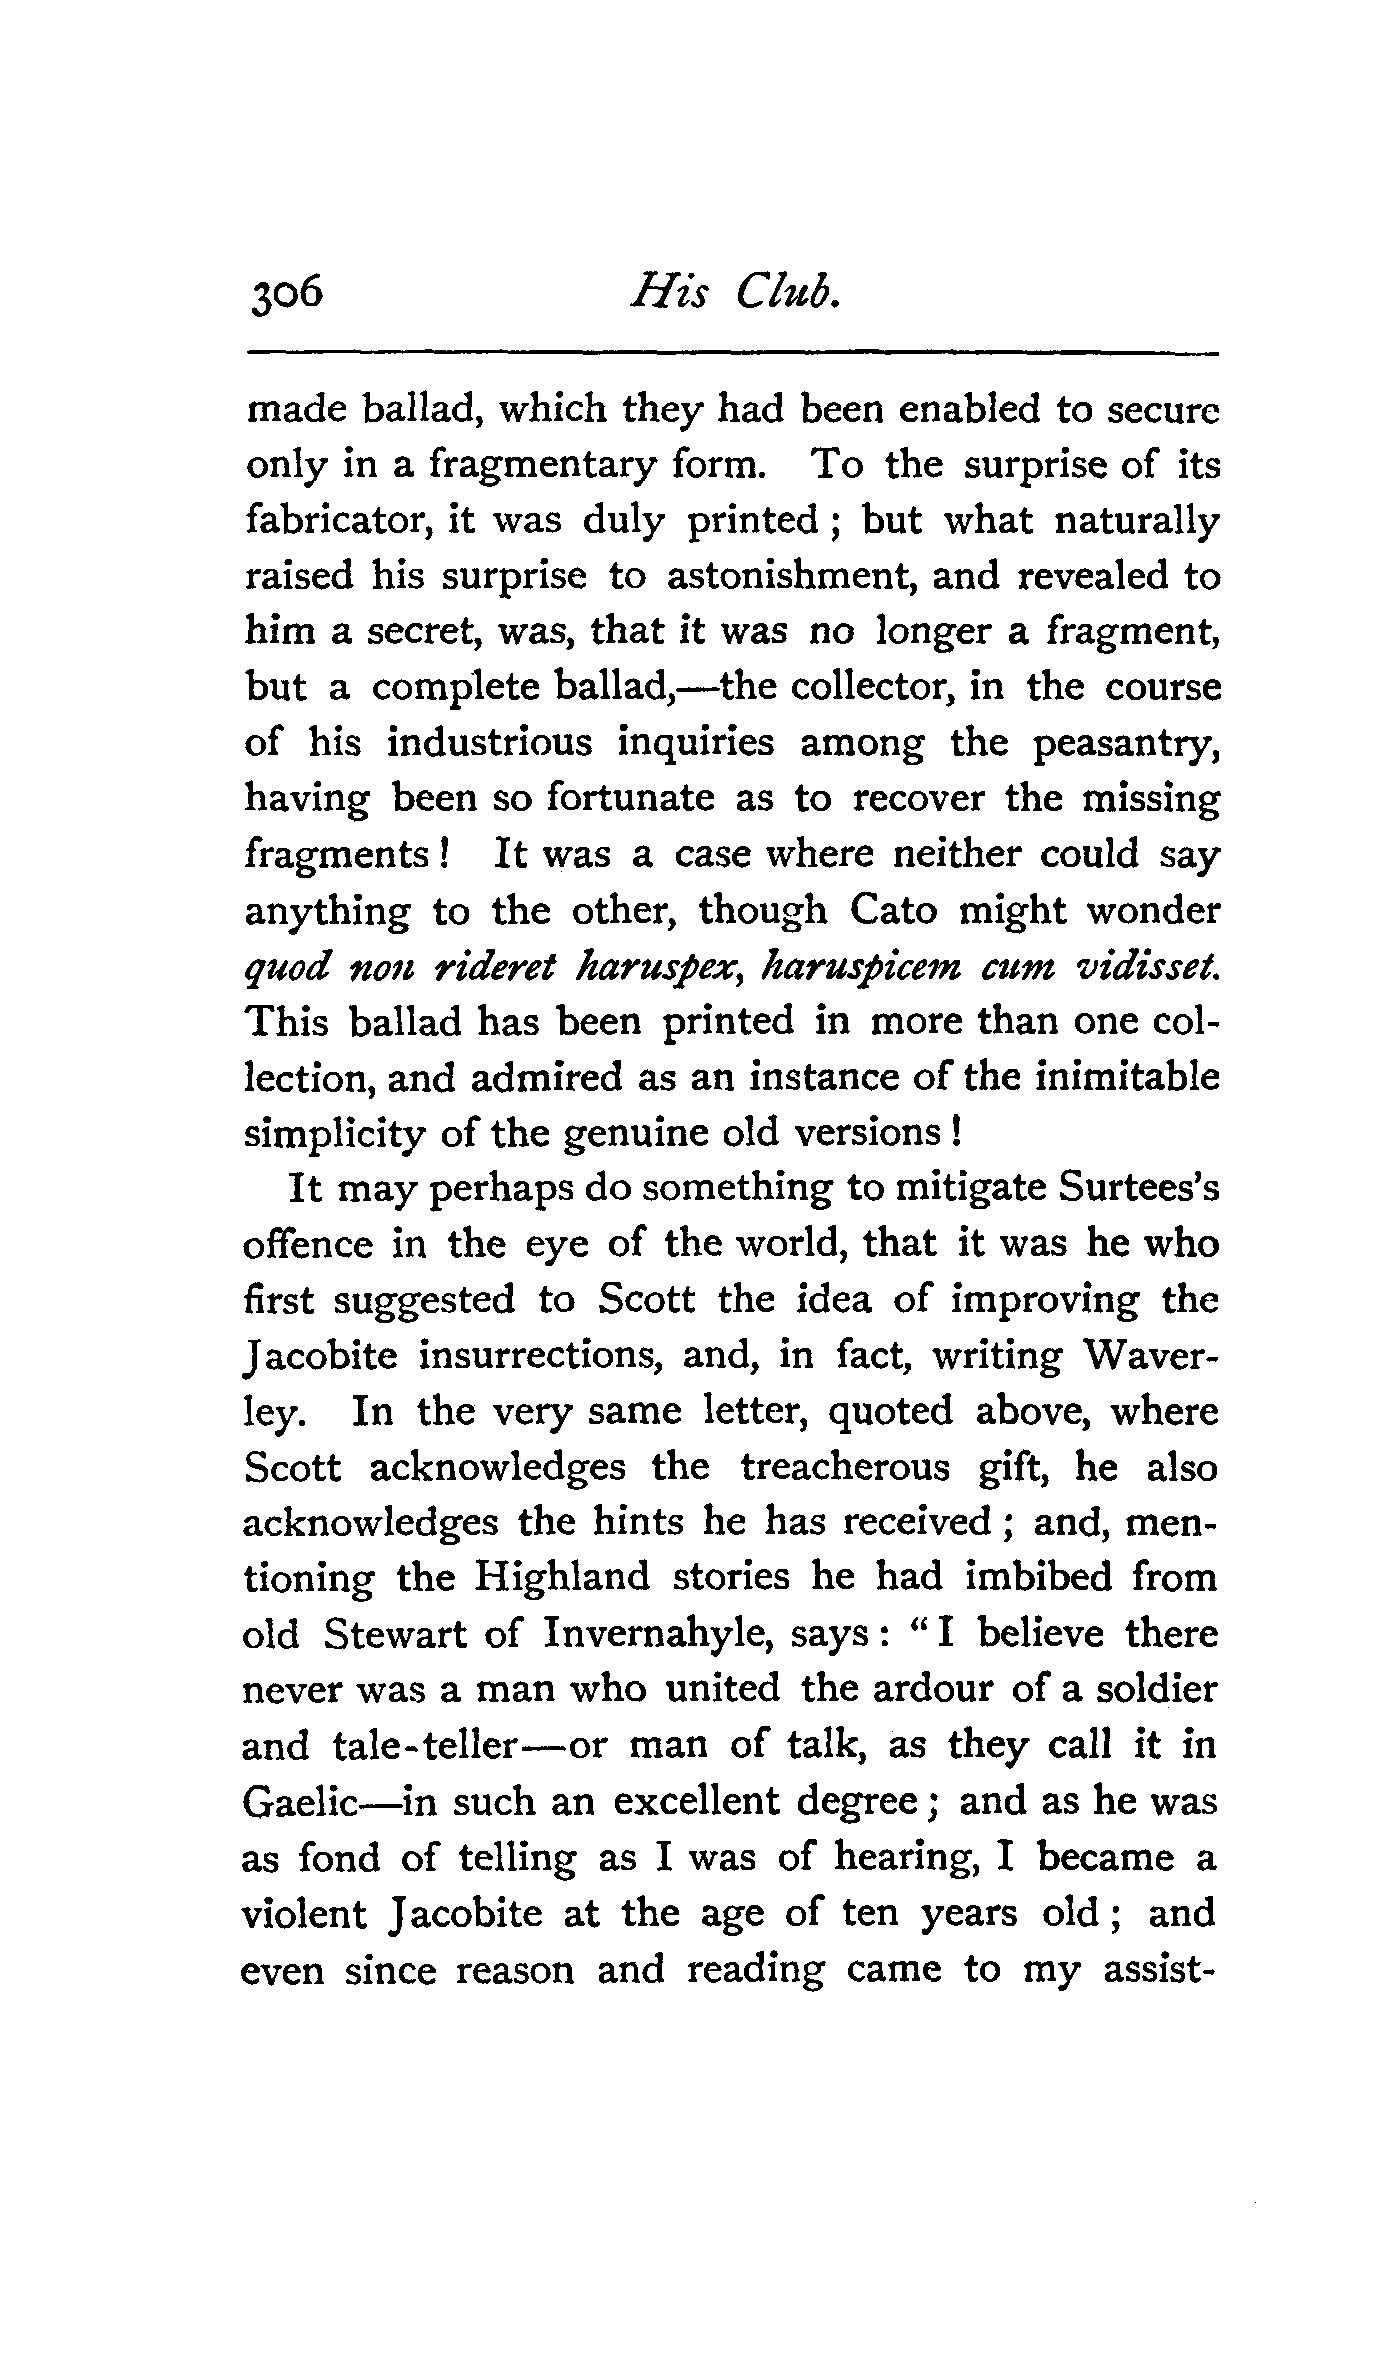 306 His Club.
made ballad, which they had been enabled to secure
only in a fragmentary form. To the surprise of its
fabricator, it was duly printed ; but what naturally
raised his surprise to astonishment, and revealed to
him a secret, was, that it was no longer a fragment,
but a complete ballad,—the collector, in the course
of his industrious inquiries among the peasantry,
having been so fortunate as to recover the missing
fragments ! It was a case where neither could say
anything to the other, though Cato might wonder
quod non rideret haruspex, haruspicem cum vidisset.
This ballad has been printed in more than one col-
lection, and admired as an instance of the inimitable
simplicity of the genuine old versions !
It may perhaps do something to mitigate Surtees's
offence in the eye of the world, that it was he who
first suggested to Scott the idea of improving the
Jacobite insurrections, and, in fact, writing Waver-
ley. In the very same letter, quoted above, where
Scott acknowledges the treacherous gift, he also
acknowledges the hints he has received ; and, men-
tioning the Highland stories he had imbibed from
old Stewart of Invernahyle, says : “ I believe there
never was a man who united the ardour of a soldier
and tale-teller—or man of talk, as they call it in
Gaelic—in such an excellent degree ; and as he was
as fond of telling as I was of hearing, I became a
violent Jacobite at the age of ten years old ; and
even since reason and reading came to my assist-